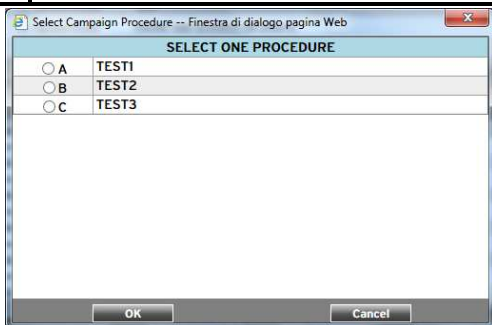 Select Campaign Procedure -- Finestra di dialogo pagina Web
SELECT ONE PROCEDURE
A TEST1
B TEST2
C TEST3
OK Cancel